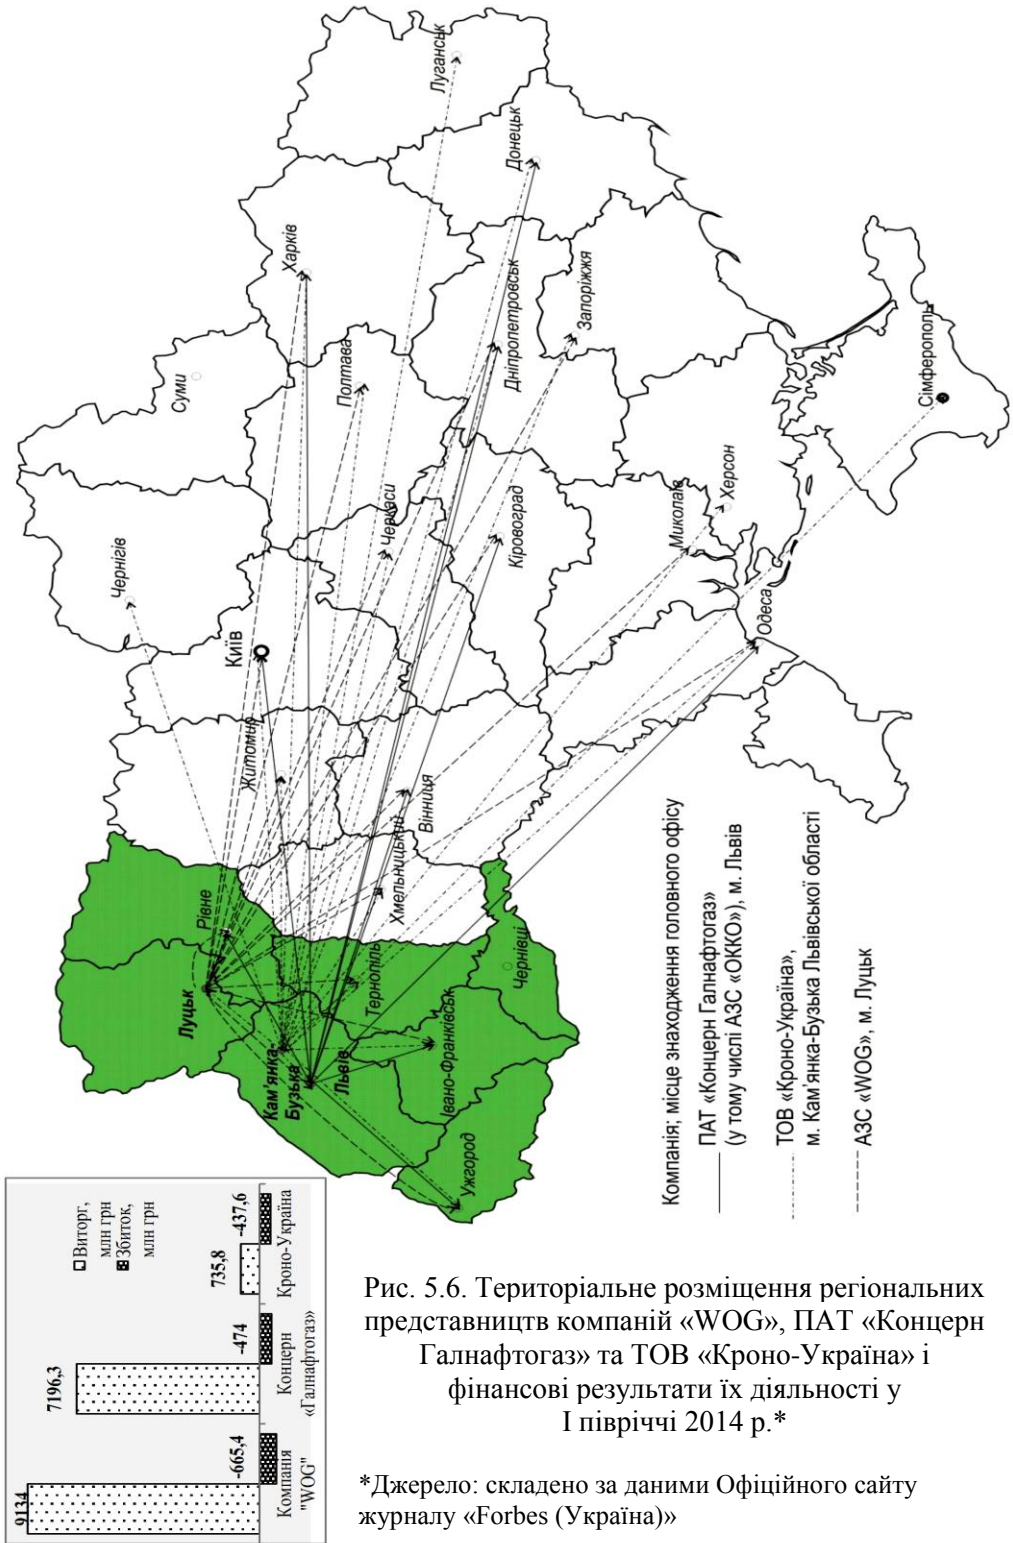 Луганськ
Донецьк
Харків
Дніпропетровськ
Запоріжжя
Полтава
Суми
Сімферополь
Черкаси
Кіровоград
Миколаїв
Херсон
Чернігів
Київ
Одеса
Житомир
Вінниця
Хмельницький
Рівне
Луцьк
Тернопіль
Чернівці
Кам'янка-
Бузька
Львів
Івано-Франківськ
Ужгород
Компанія; місце знаходження головного офісу
ПАТ «Концерн Галнафтогаз»
(у тому числі АЗС «ОККО»), м. Львів
ТОВ «Кроно-Україна»,
м. Кам'янка-Бузька Львівської області
АЗС «WOG», м. Луцьк
Виторг,
млн грн
Збиток,
млн грн
9134
-665,4
7196,3
-474
735,8
-437,6
Компанія
"WOG"
Концерн
«Галнафтогаз»
Кроно-Україна
Рис. 5.6. Територіальне розміщення регіональних
представництв компаній «WOG», ПАТ «Концерн
Галнафтогаз» та ТОВ «Кроно-Україна» і
фінансові результати їх діяльності у
І півріччі 2014 р.*
*Джерело: складено за даними Офіційного сайту
журналу «Forbes (Україна)»